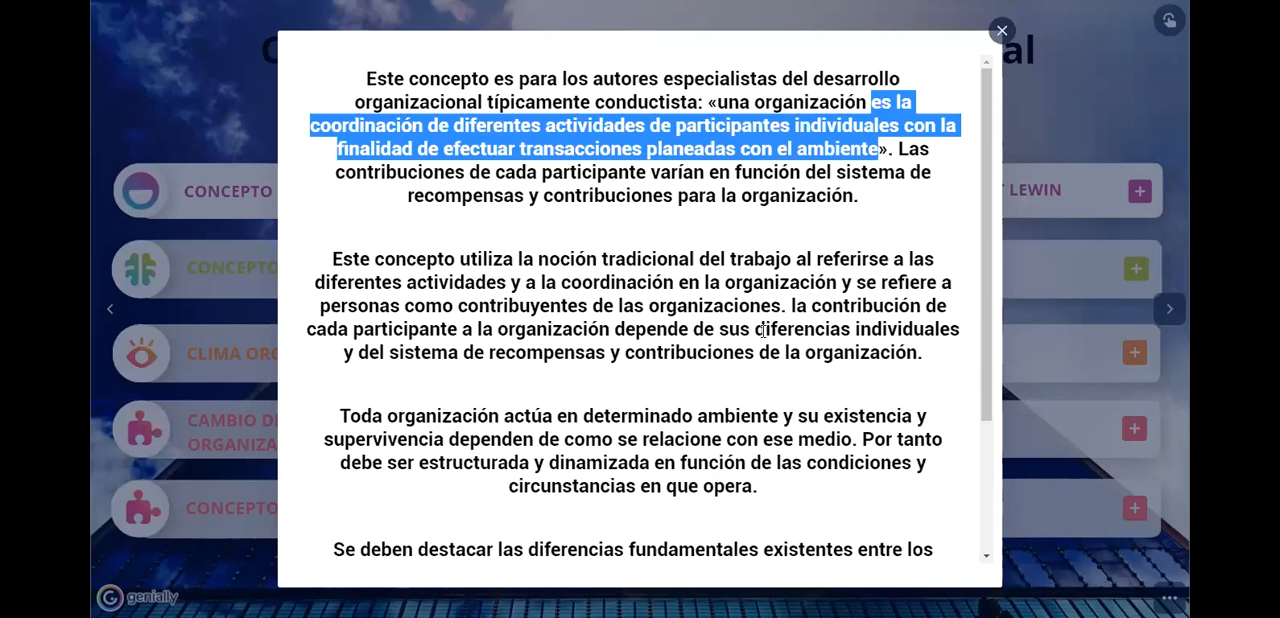 al
Este concepto es para los autores especialistas del desarrollo
organizacional típicamente conductista: «una organización es la
coordinación de diferentes actividades de participantes individuales con la
finalidad de efectuar transacciones planeadas con el ambiente». Las
contribuciones de cada participante varían en función del sistema de
recompensas y contribuciones para la organización.
Este concepto utiliza la noción tradicional del trabajo al referirse a las
diferentes actividades y a la coordinación en la organización y se refiere a
personas como contribuyentes de las organizaciones. la contribución de
cada participante a la organización depende de sus diferencias individuales
y del sistema de recompensas y contribuciones de la organización.
Toda organización actúa en determinado ambiente y su existencia y
supervivencia dependen de como se relacione con ese medio. Por tanto
debe ser estructurada y dinamizada en función de las condiciones y
circunstancias en que opera.
Se deben destacar las diferencias fundamentales existentes entre los
CONCEPTO
CONCEPTO
CLIMA OR
CAMBIO DE
ORGANIZA
CONCEPTO
LEWIN
genially